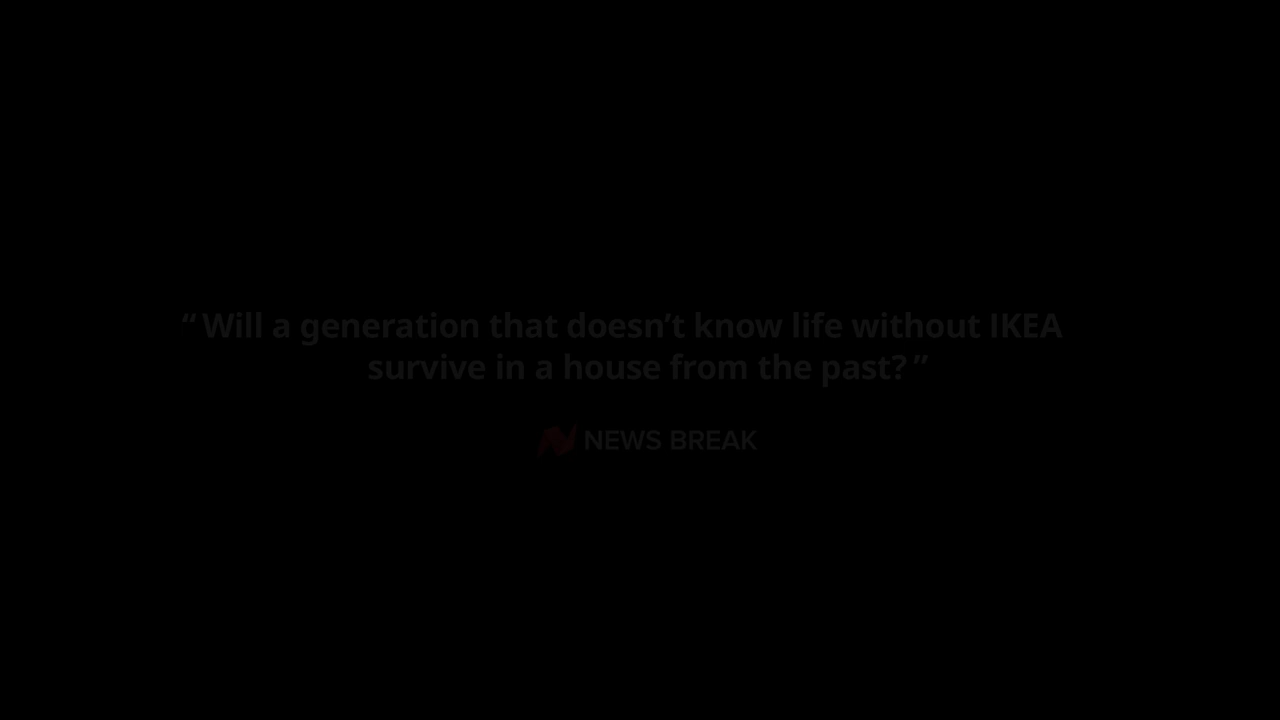 “ Will a generation that doesn’t know life without IKEA
survive in a house from the past? ”
NEWS BREAK